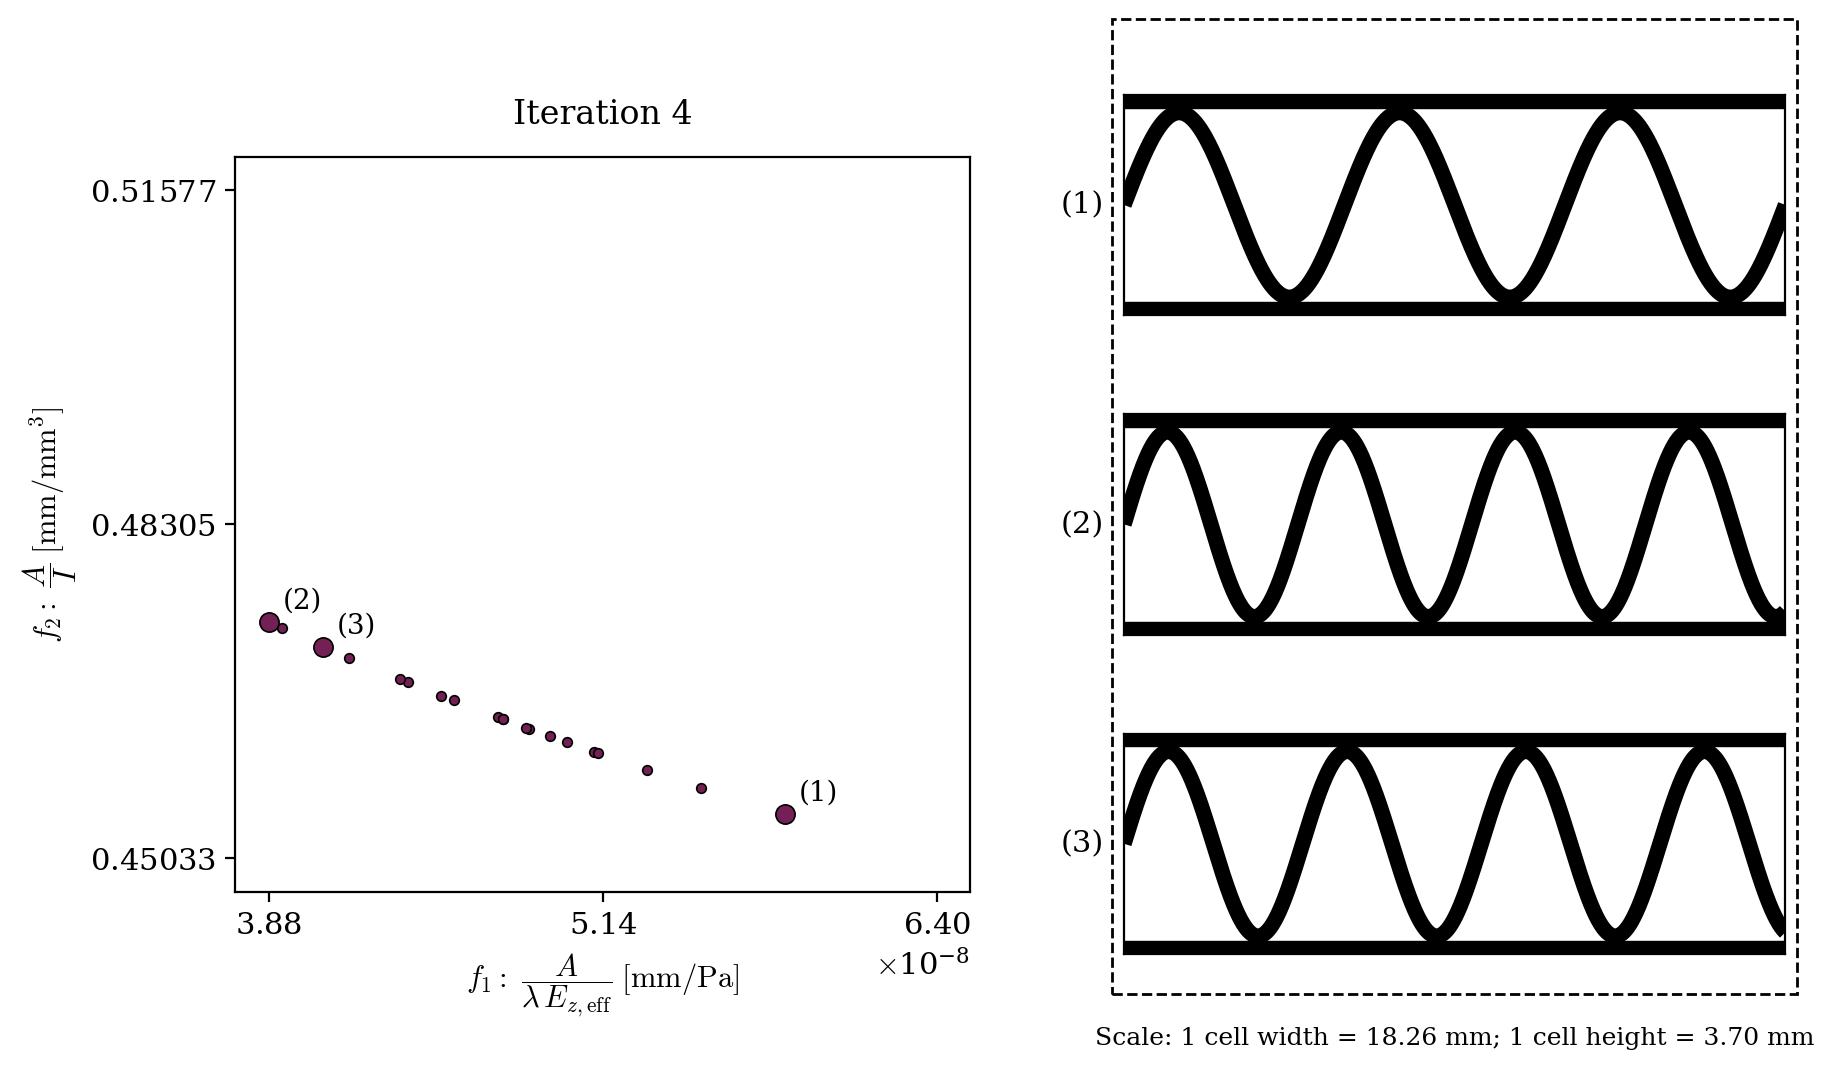 Iteration 4
0.51577
0.48305
0.45033
f₂: A/I [mm/mm³]
(2)
(3)
(1)
3.88 5.14 6.40
×10⁻⁸
f₁: A/(λ E_z,eff) [mm/Pa]
(1)
(2)
(3)
Scale: 1 cell width = 18.26 mm; 1 cell height = 3.70 mm